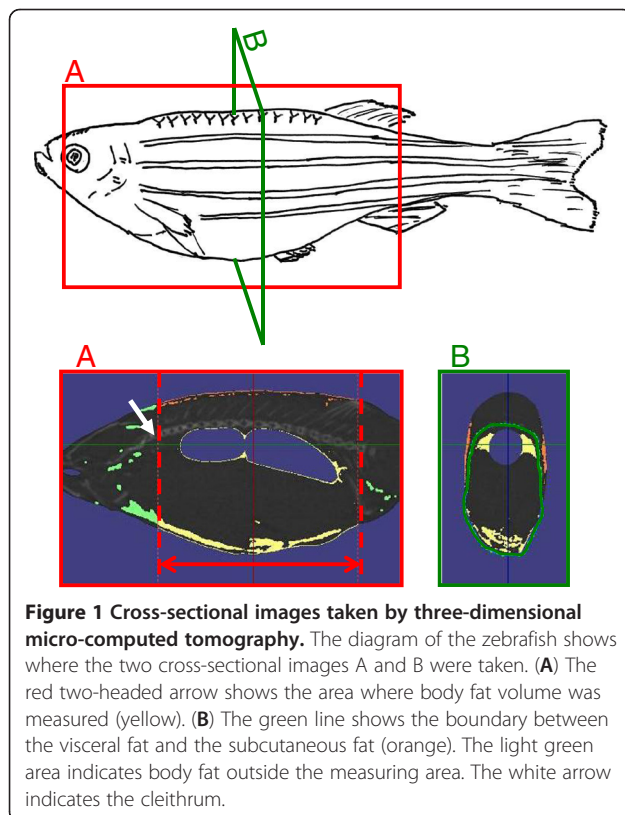 B
A
A
B
Figure 1 Cross-sectional images taken by three-dimensional
micro-computed tomography. The diagram of the zebrafish shows
where the two cross-sectional images A and B were taken. (A) The
red two-headed arrow shows the area where body fat volume was
measured (yellow). (B) The green line shows the boundary between
the visceral fat and the subcutaneous fat (orange). The light green
area indicates body fat outside the measuring area. The white arrow
indicates the cleithrum.